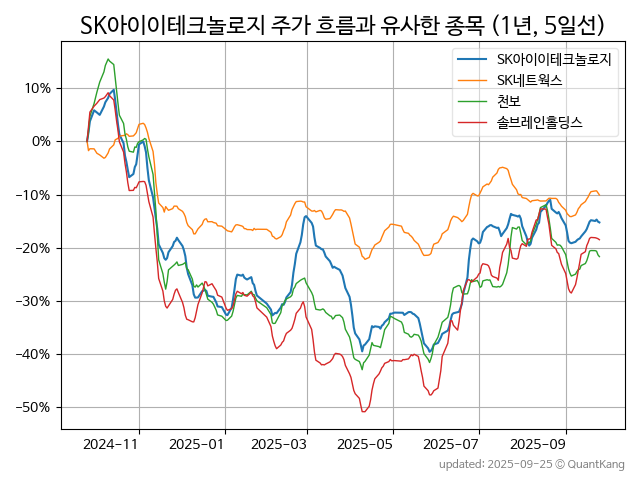 SK아이이테크놀로지 주가 흐름과 유사한 종목 (1년, 5일선)
SK아이이테크놀로지
SK네트웍스
천보
솔브레인홀딩스
10%
0%
−10%
−20%
−30%
−40%
−50%
2024-11
2025-01
2025-03
2025-05
2025-07
2025-09
updated: 2025-09-25 © QuantKang